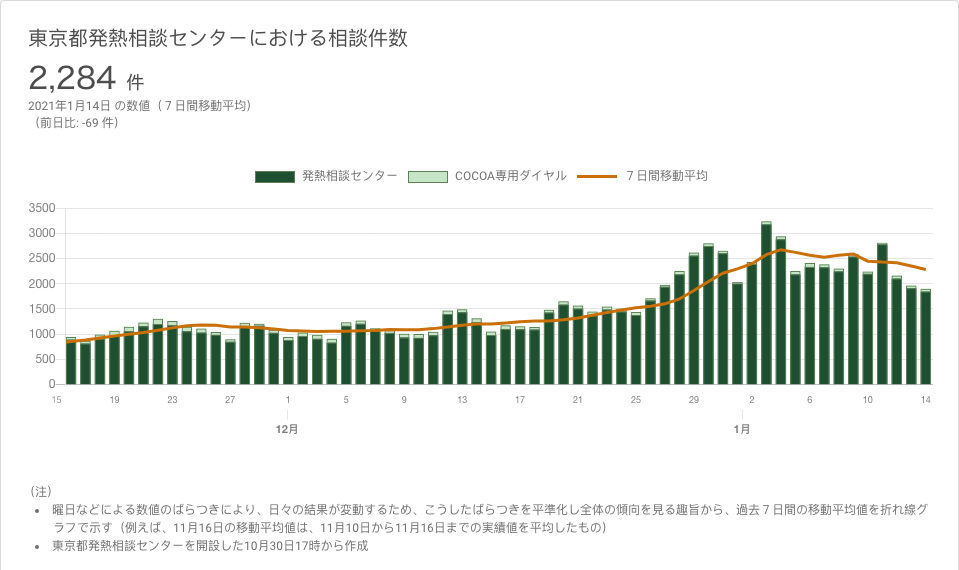 東京都発熱相談センターにおける相談件数
2,284 件
2021年1月14日 の数値（７日間移動平均）
（前日比: -69 件）
発熱相談センター COCOA専用ダイヤル ７日間移動平均
3500
3000
2500
2000
1500
1000
500
0
15 19 23 27 1 5 9 13 17 21 25 29 2 6 10 14
12月 1月
（注）
• 曜日などによる数値のばらつきにより、日々の結果が変動するため、こうしたばらつきを平準化し全体の傾向を見る趣旨から、過去７日間の移動平均値を折れ線グ
ラフで示す（例えば、11月16日の移動平均値は、11月10日から11月16日までの実績値を平均したもの）
• 東京都発熱相談センターを開設した10月30日17時から作成